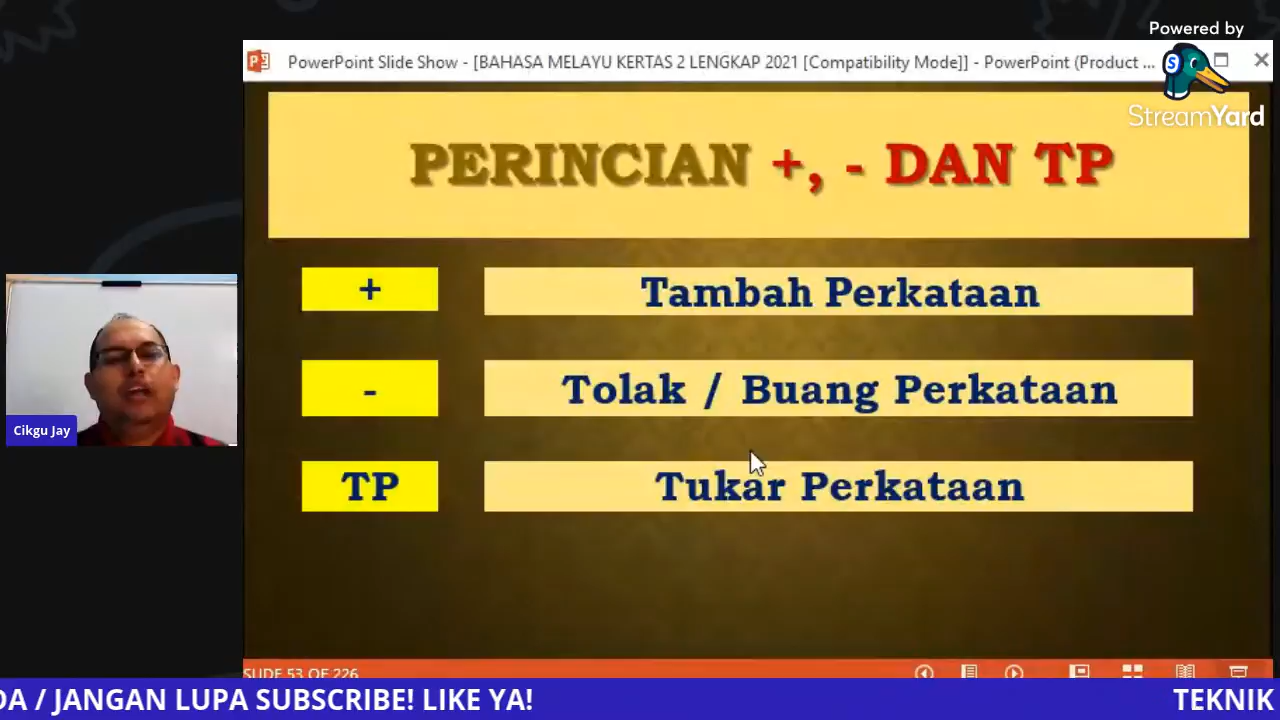 Powered by
StreamYard
PowerPoint Slide Show - [BAHASA MELAYU KERTAS 2 LENGKAP 2021 [Compatibility Mode]] - PowerPoint (Product ...
PERINCIAN +, - DAN TP
+ Tambah Perkataan
- Tolak / Buang Perkataan
TP Tukar Perkataan
Cikgu Jay
SLIDE 53 OF 226
DA / JANGAN LUPA SUBSCRIBE! LIKE YA! TEKNIK